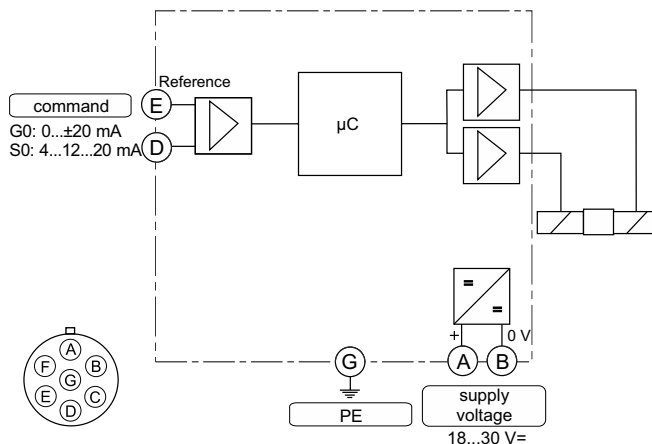 Reference
command
E
G0: 0...±20 mA
S0: 4...12...20 mA
D
µC
+
0 V
G
A
B
PE
supply
voltage
18...30 V=
A
F
B
G
E
C
D